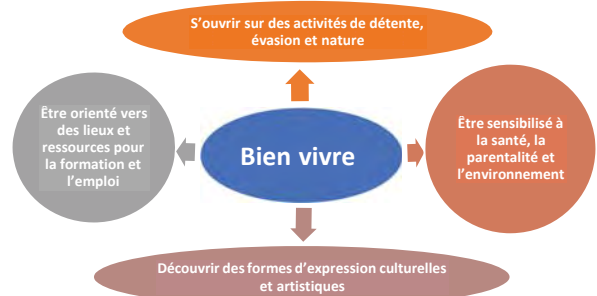 S'ouvrir sur des activités de détente,
évasion et nature
Être orienté vers
des lieux et
ressources pour
la formation et
l'emploi
Bien vivre
Être sensibilisé à
la santé, la
parentalité et
l'environnement
Découvrir des formes d'expression culturelles
et artistiques